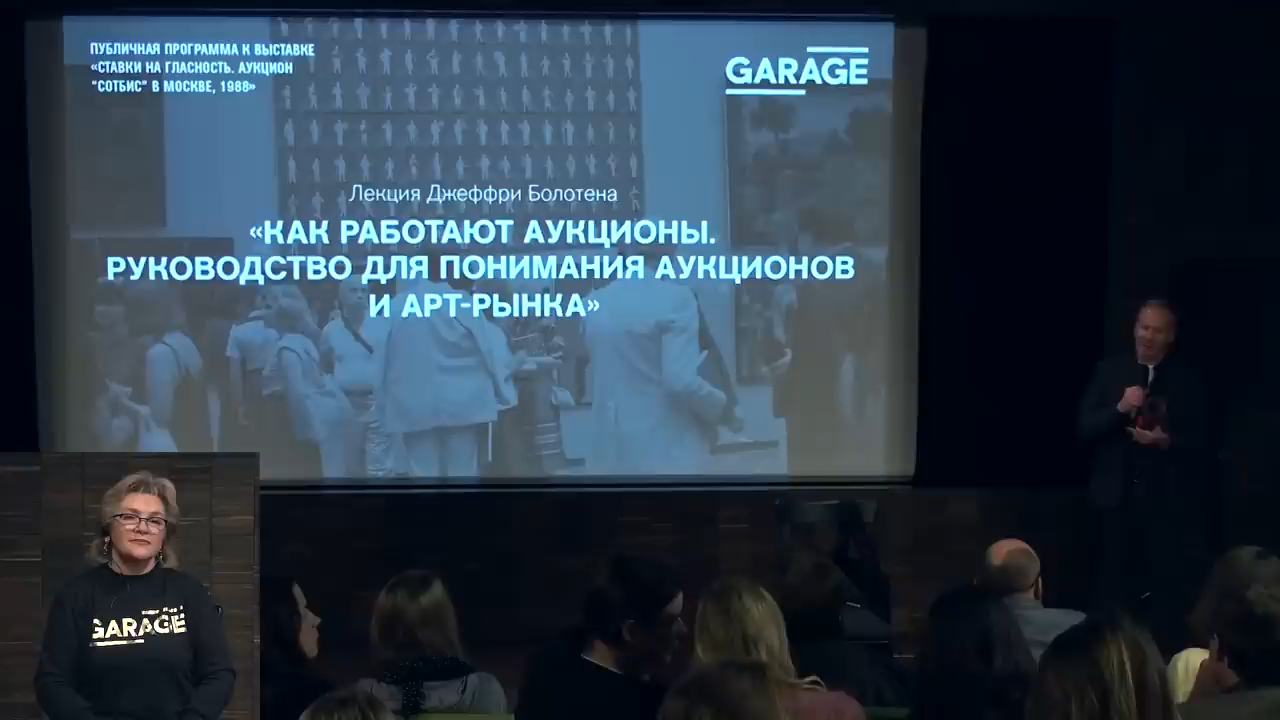 ПУБЛИЧНАЯ ПРОГРАММА К ВЫСТАВКЕ
«СТАВКИ НА ГЛАСНОСТЬ. АУКЦИОН
"СОТБИС" В МОСКВЕ, 1988»
GARAGE
Лекция Джеффри Болотена
«КАК РАБОТАЮТ АУКЦИОНЫ.
РУКОВОДСТВО ДЛЯ ПОНИМАНИЯ АУКЦИОНОВ
И АРТ-РЫНКА»
GARAGE